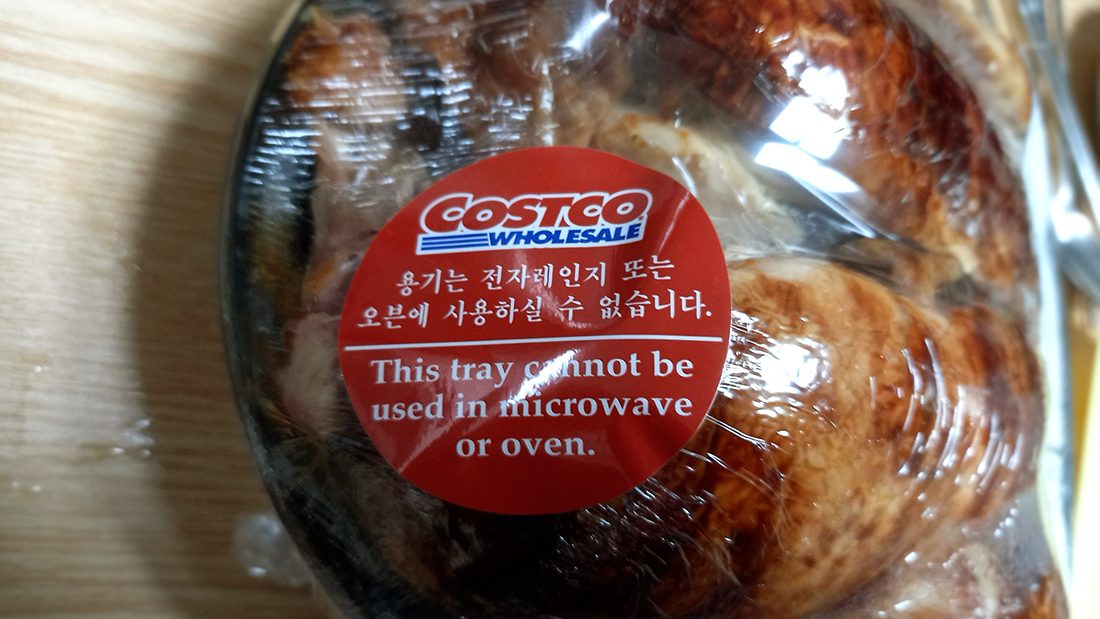 COSTCO
WHOLESALE
용기는 전자레인지 또는
오븐에 사용하실 수 없습니다.
This tray cannot be
used in microwave
or oven.